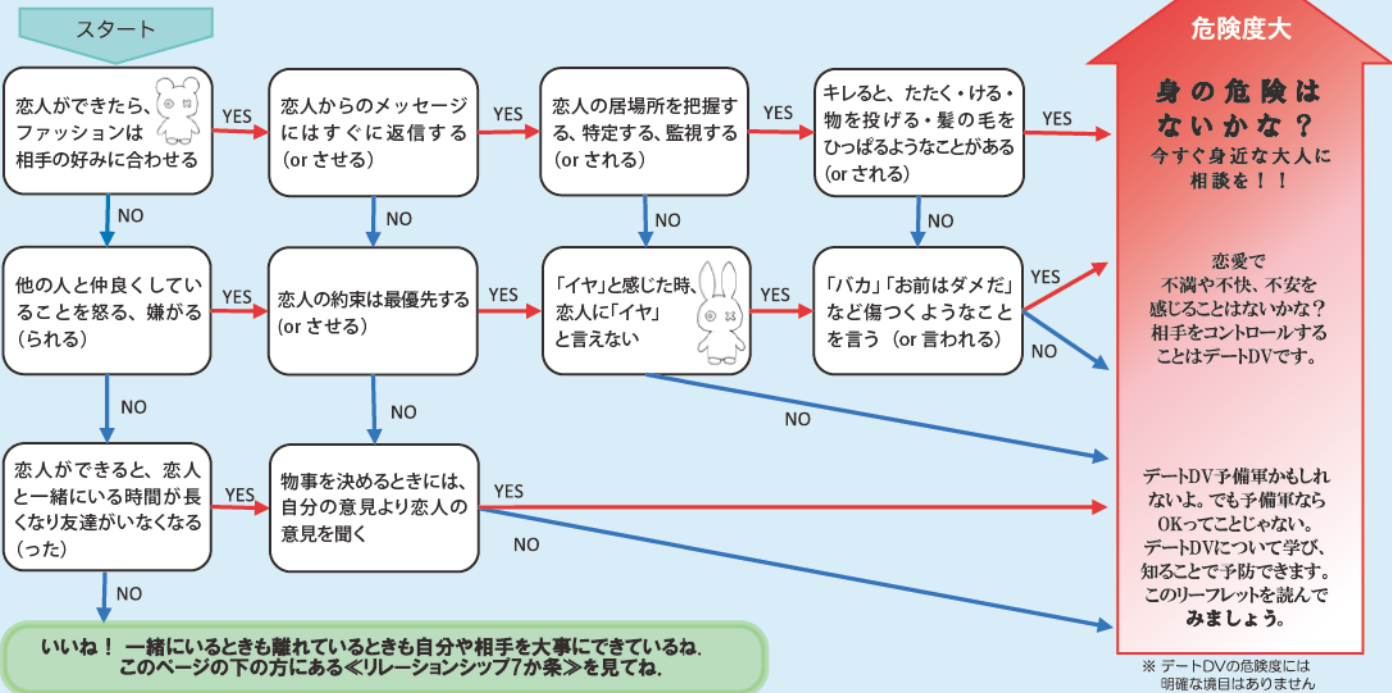 スタート
恋人ができたら、
ファッションは
相手の好みに合わせる
YES
恋人からのメッセージ
にはすぐに返信する
(or させる)
YES
恋人の居場所を把握す
る、特定する、監視する
(or される)
YES
キレると、たたく・ける・
物を投げる・髪の毛を
ひっぱるようなことがある
(or される)
YES
NO
NO
NO
NO
他の人と仲良くしてい
ることを怒る、嫌がる
(られる)
YES
恋人の約束は最優先する
(or させる)
YES
「イヤ」と感じた時、
恋人に「イヤ」
と言えない
YES
「バカ」「お前はダメだ」
など傷つくようなこと
を言う (or 言われる)
YES
NO
NO
NO
NO
恋人ができると、恋人
と一緒にいる時間が長
くなり友達がいなくなる
(った)
YES
物事を決めるときには、
自分の意見より恋人の
意見を聞く
YES
NO
NO
いいね！ 一緒にいるときも離れているときも自分や相手を大事にできているね.
このページの下の方にある≪リレーションシップ7か条≫を見てね.
危険度大
身の危険は
ないかな？
今すぐ身近な大人に
相談を！！
恋愛で
不満や不快、不安を
感じることはないかな？
相手をコントロールする
ことはデートDVです。
デートDV予備軍かもしれ
ないよ。でも予備軍なら
OKってことじゃない。
デートDVについて学び、
知ることで予防できます。
このリーフレットを読んで
みましょう。
※ デートDVの危険度には
明確な境目はありません